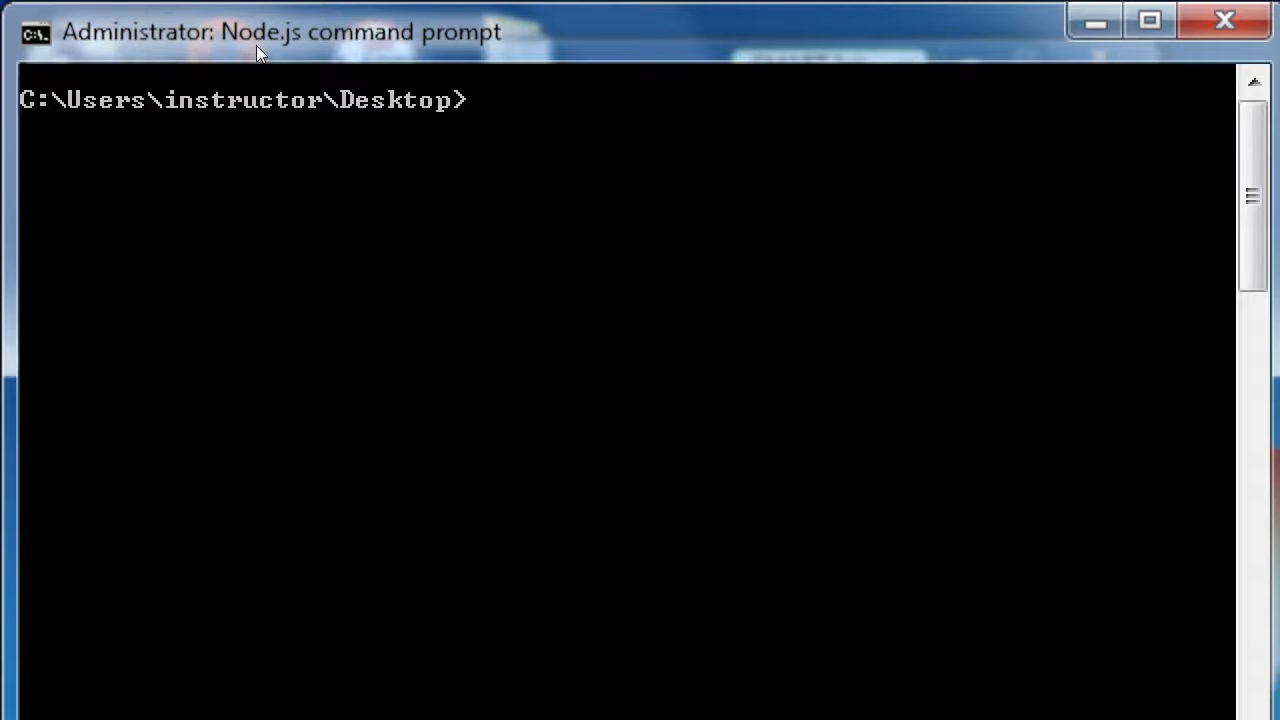 Administrator: Node.js command prompt
C:\Users\instructor\Desktop>